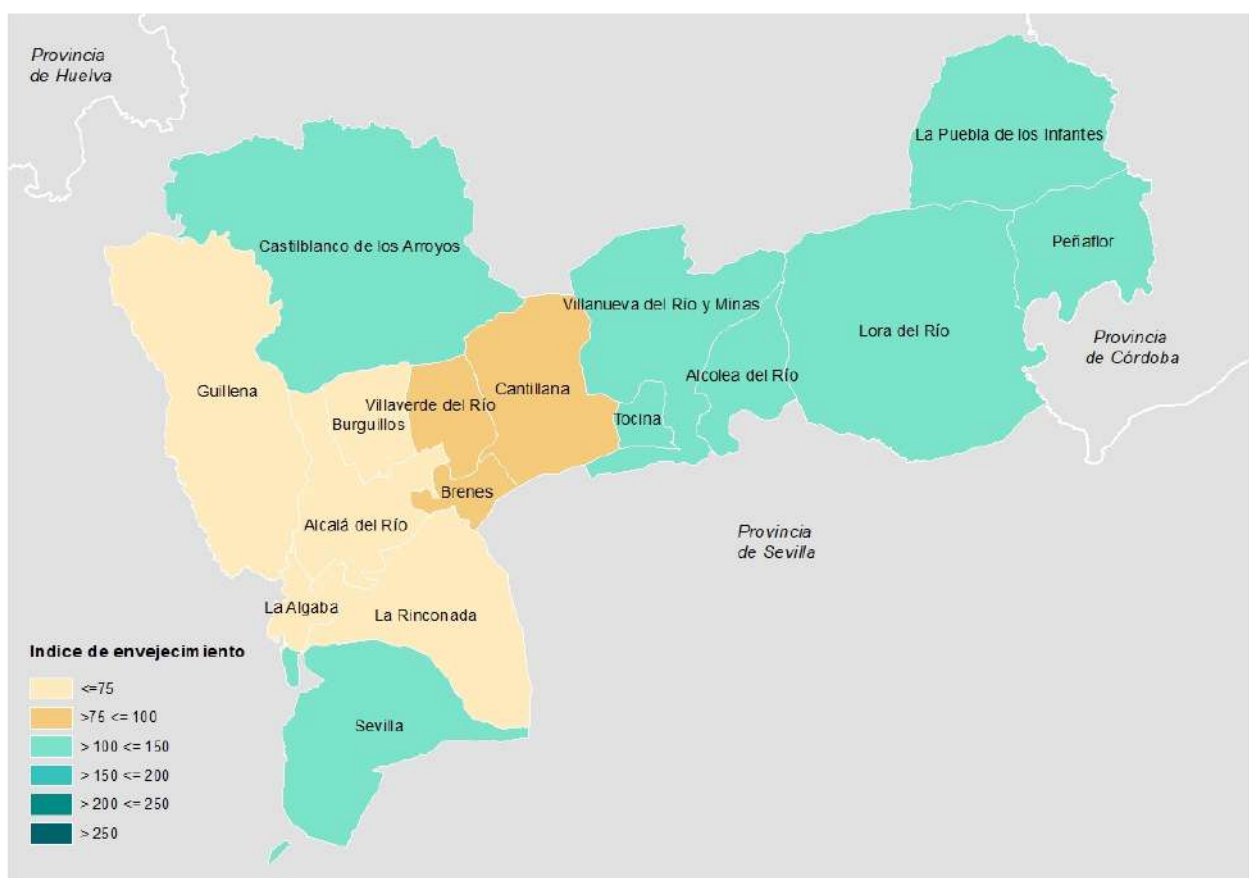 Provincia
de Huelva
La Puebla de los Infantes
Castilblanco de los Arroyos
Peñaflor
Villanueva del Río y Minas
Lora del Río
Provincia
de Córdoba
Guillena
Cantillana
Alcolea del Río
Villaverde del Río
Burguillos
Tocina
Brenes
Alcalá del Río
Provincia
de Sevilla
La Algaba
La Rinconada
Indice de envejecimiento
<=75
>75 <= 100
> 100 <= 150
> 150 <= 200
> 200 <= 250
> 250
Sevilla